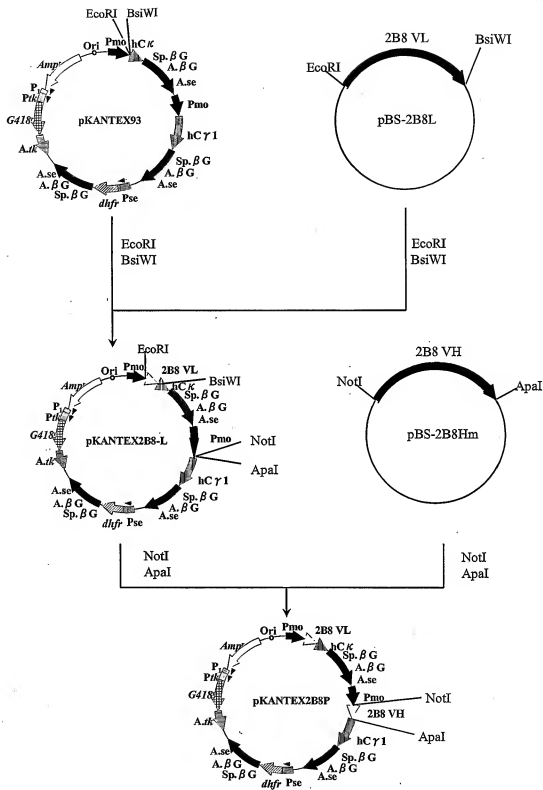 EcoRI BsiWI
Ori
Pmo
hCκ
Amp
Sp.βG
A.βG
A.se
Pmo
hCγ1
Sp.βG
A.βG
A.se
Pse
dhfr
A.se
A.βG
Sp.βG
A.tk
G418
Ptk
P1
pKANTEX93
2B8 VL
EcoRI
BsiWI
pBS-2B8L
EcoRI
BsiWI
EcoRI
BsiWI
EcoRI
Ori
Pmo
2B8 VL
BsiWI
hCκ
Amp
Sp.βG
A.βG
A.se
Pmo
NotI
ApaI
hCγ1
Sp.βG
A.βG
A.se
Pse
dhfr
A.se
A.βG
Sp.βG
A.tk
G418
Ptk
P1
pKANTEX2B8-L
2B8 VH
NotI
ApaI
pBS-2B8Hm
NotI
ApaI
NotI
ApaI
Ori
Pmo
2B8 VL
hCκ
Amp
Sp.βG
A.βG
A.se
Pmo
NotI
2B8 VH
ApaI
hCγ1
Sp.βG
A.βG
A.se
Pse
dhfr
A.se
A.βG
Sp.βG
A.tk
G418
Ptk
P1
pKANTEX2B8P